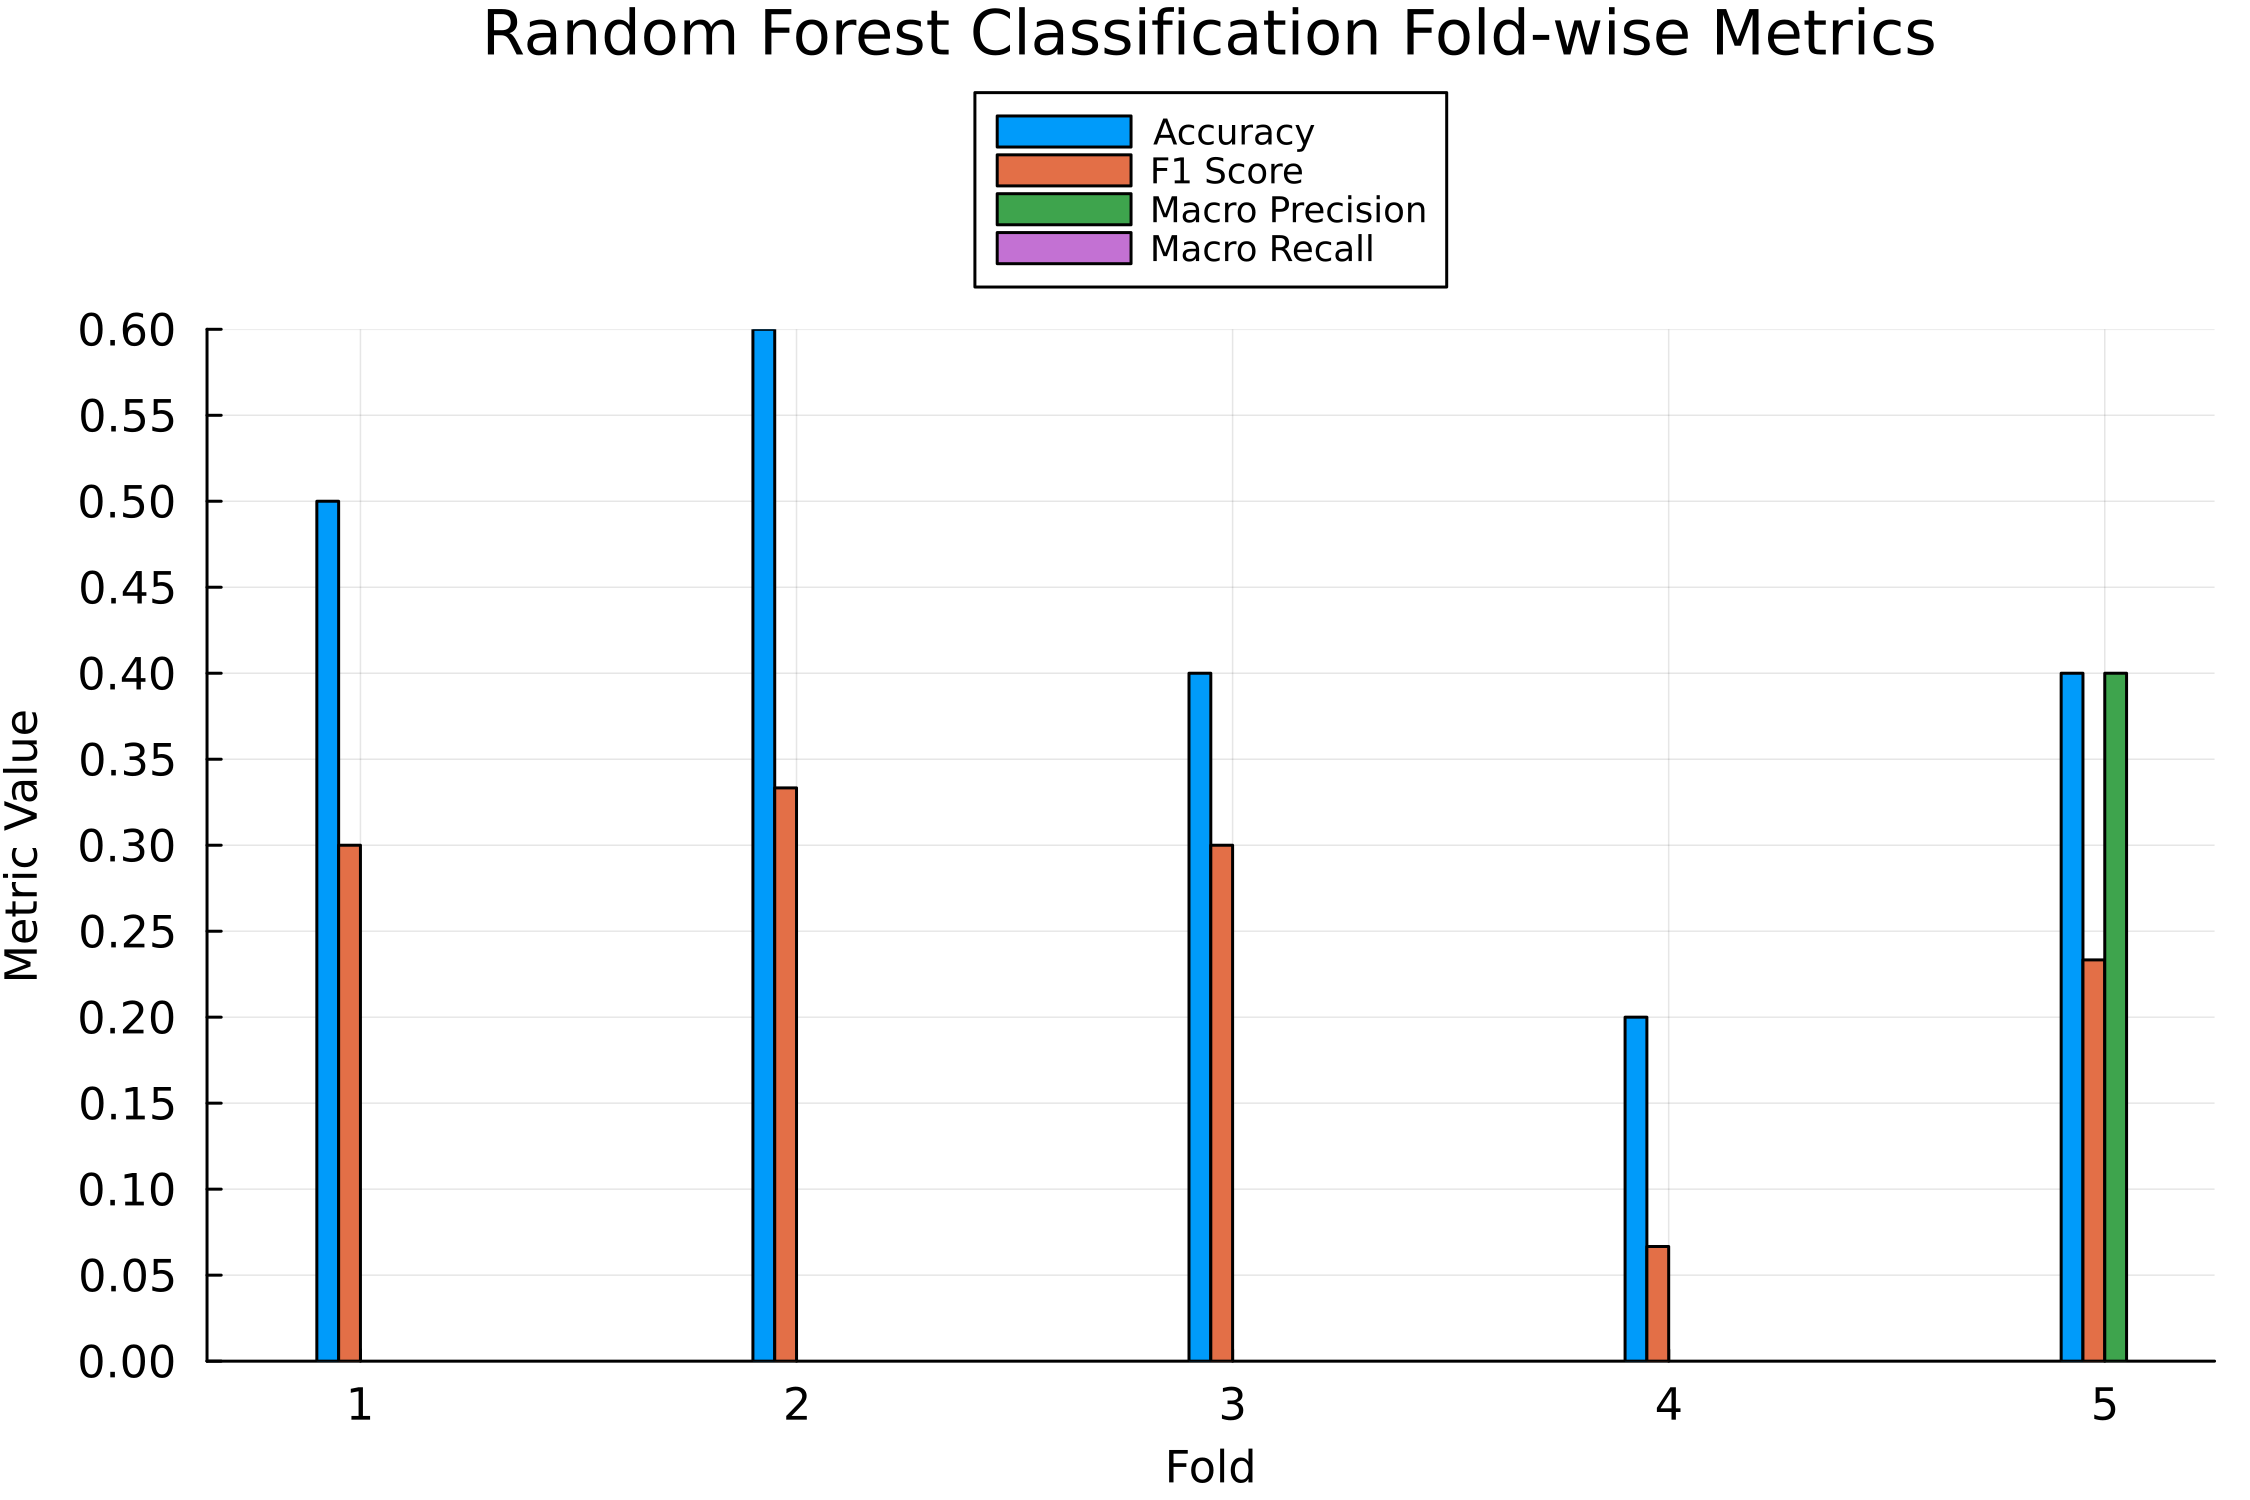 Random Forest Classification Fold-wise Metrics
Accuracy
F1 Score
Macro Precision
Macro Recall
0.60
0.55
0.50
0.45
0.40
0.35
0.30
0.25
0.20
0.15
0.10
0.05
0.00
Metric Value
1 2 3 4 5
Fold